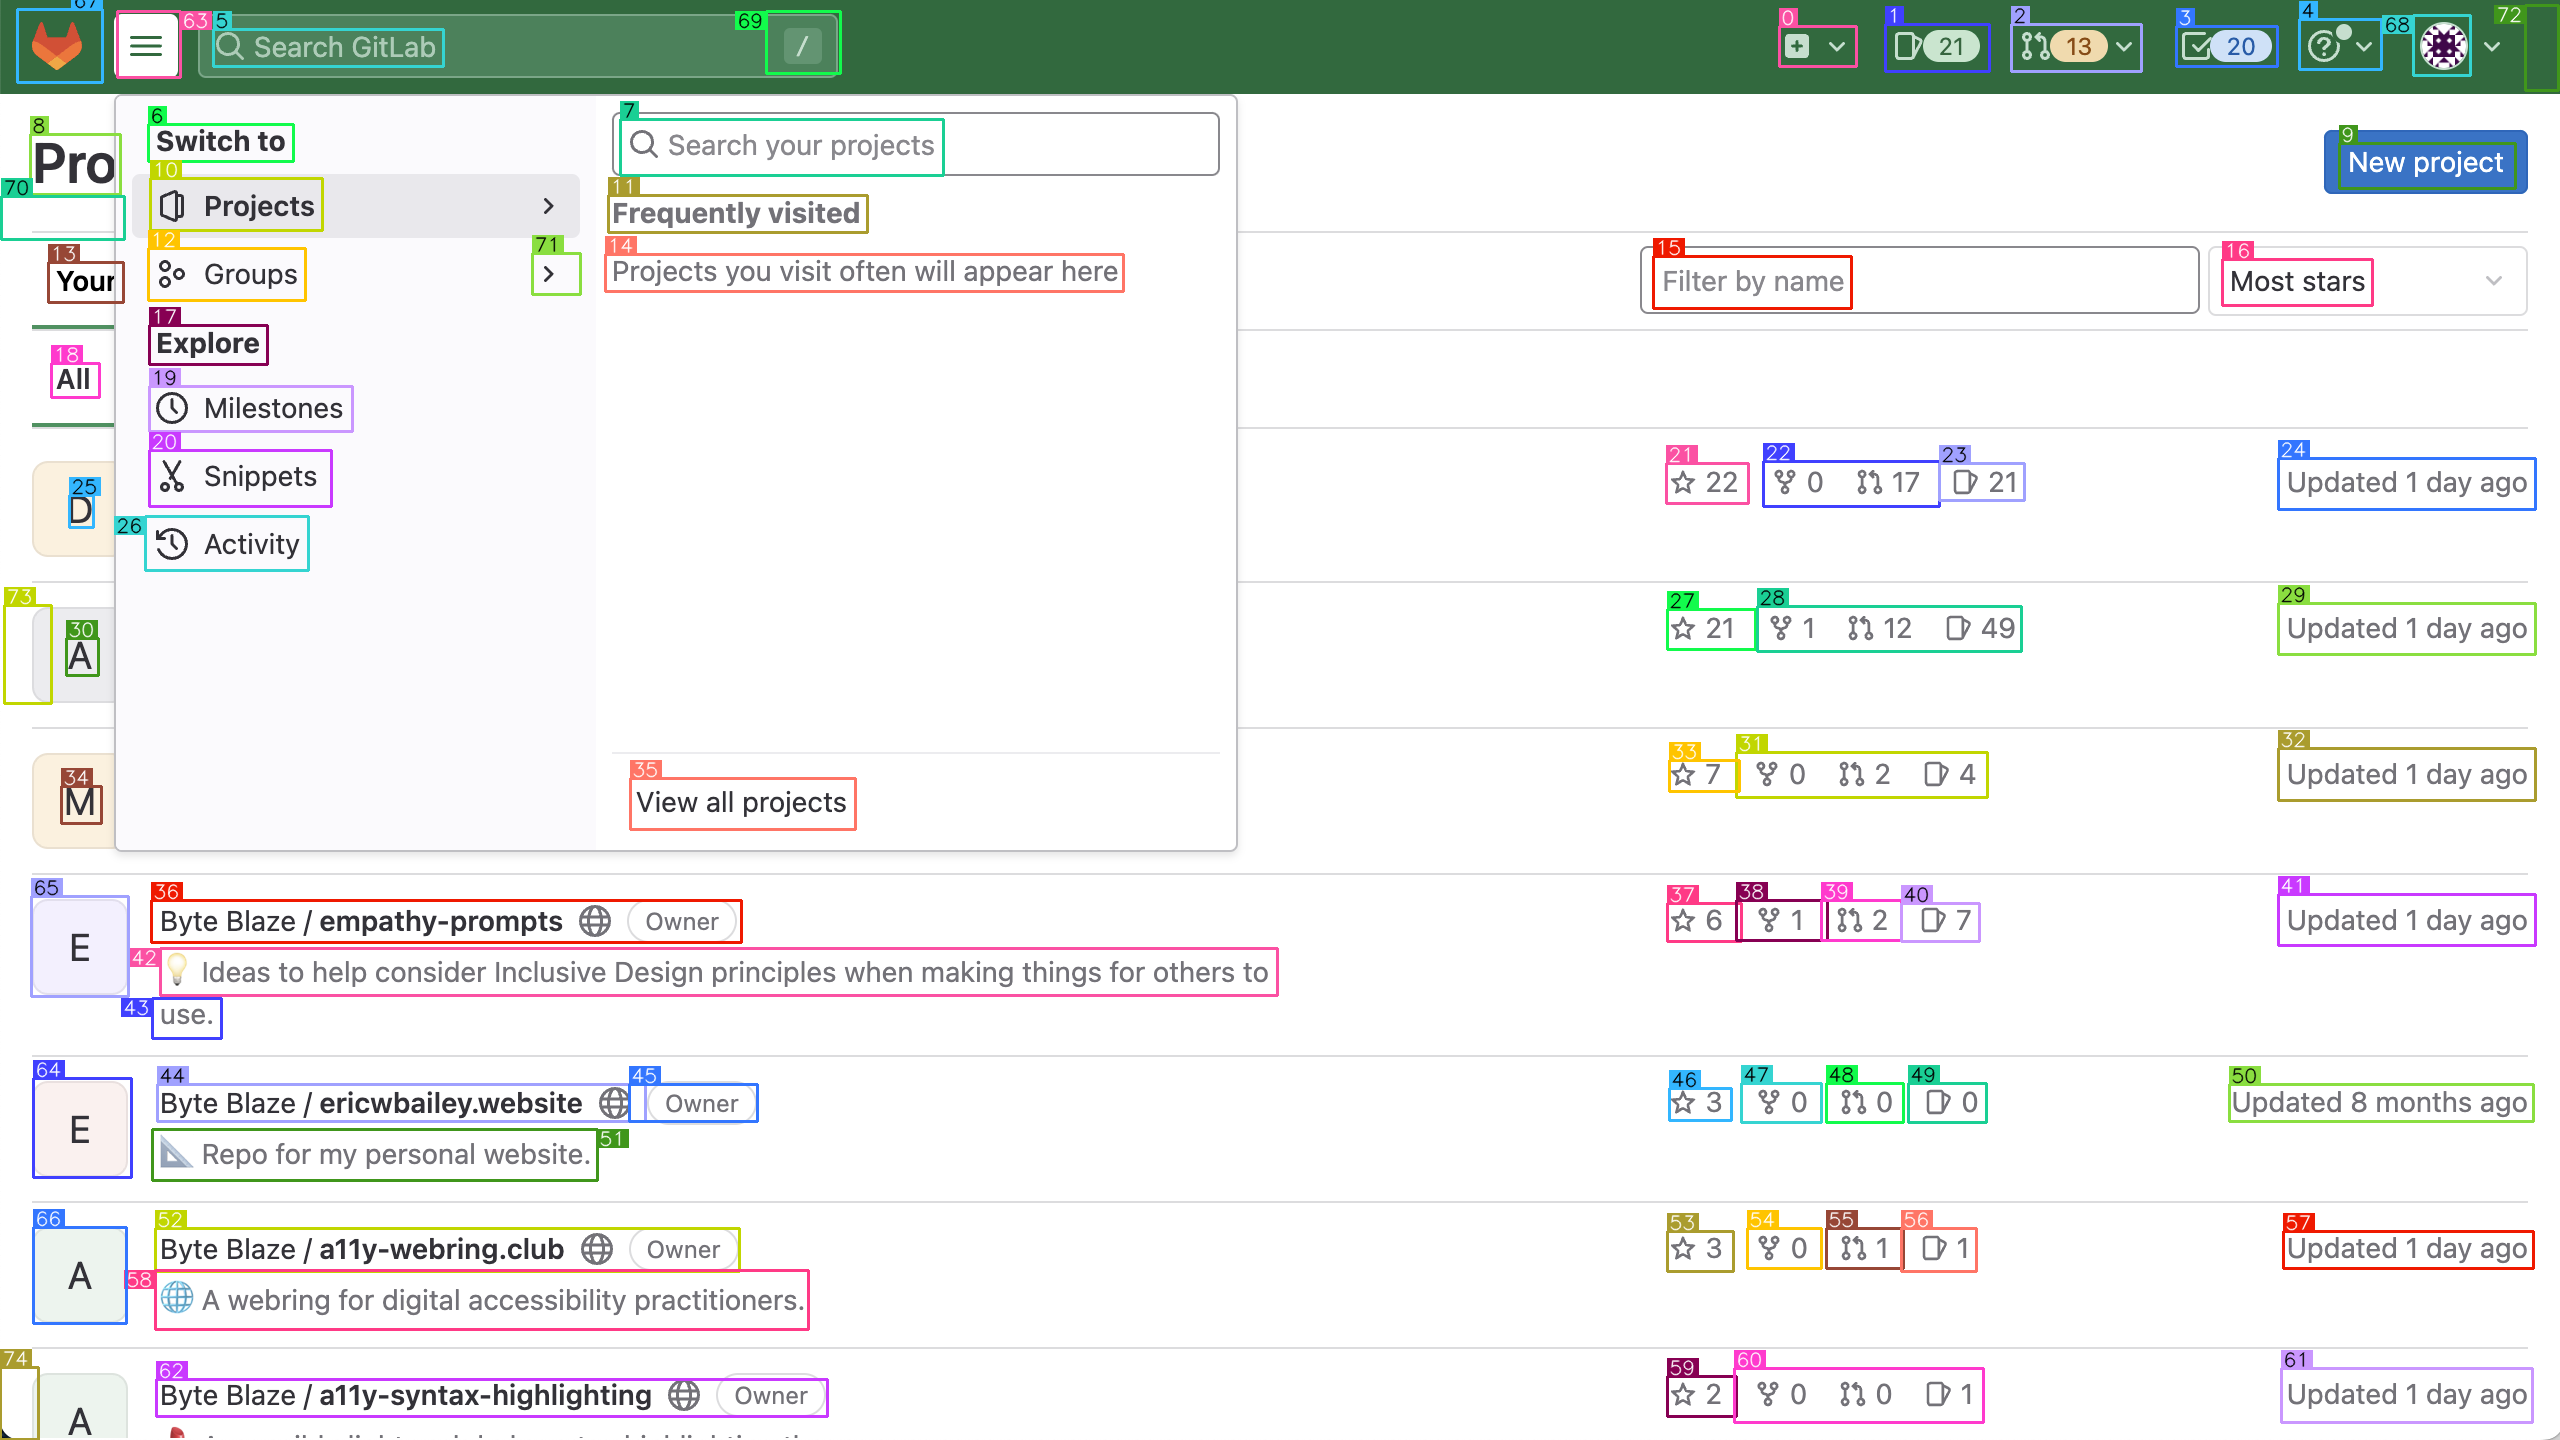 67
63 5 Search GitLab 69 /
0 1 21 2 13 3 20 4 68 72
8 Pro
70
6 Switch to
10 Projects
12 Groups
71
17 Explore
19 Milestones
20 Snippets
26 Activity
7 Search your projects
11 Frequently visited
14 Projects you visit often will appear here
35 View all projects
9 New project
13 Your
15 Filter by name
16 Most stars
18 All
25 D
21 22 22 0 17 23 21
24 Updated 1 day ago
73 30 A
27 21 28 1 12 49
29 Updated 1 day ago
34 M
33 7 31 0 2 4
32 Updated 1 day ago
65 E
36 Byte Blaze / empathy-prompts Owner
42 Ideas to help consider Inclusive Design principles when making things for others to
43 use.
37 6 38 1 39 2 40 7
41 Updated 1 day ago
64 E
44 Byte Blaze / ericwbailey.website 45 Owner
51 Repo for my personal website.
46 3 47 0 48 0 49 0
50 Updated 8 months ago
66 A
52 Byte Blaze / a11y-webring.club Owner
58 A webring for digital accessibility practitioners.
53 3 54 0 55 1 56 1
57 Updated 1 day ago
74 A
62 Byte Blaze / a11y-syntax-highlighting Owner
59 2 60 0 0 1
61 Updated 1 day ago